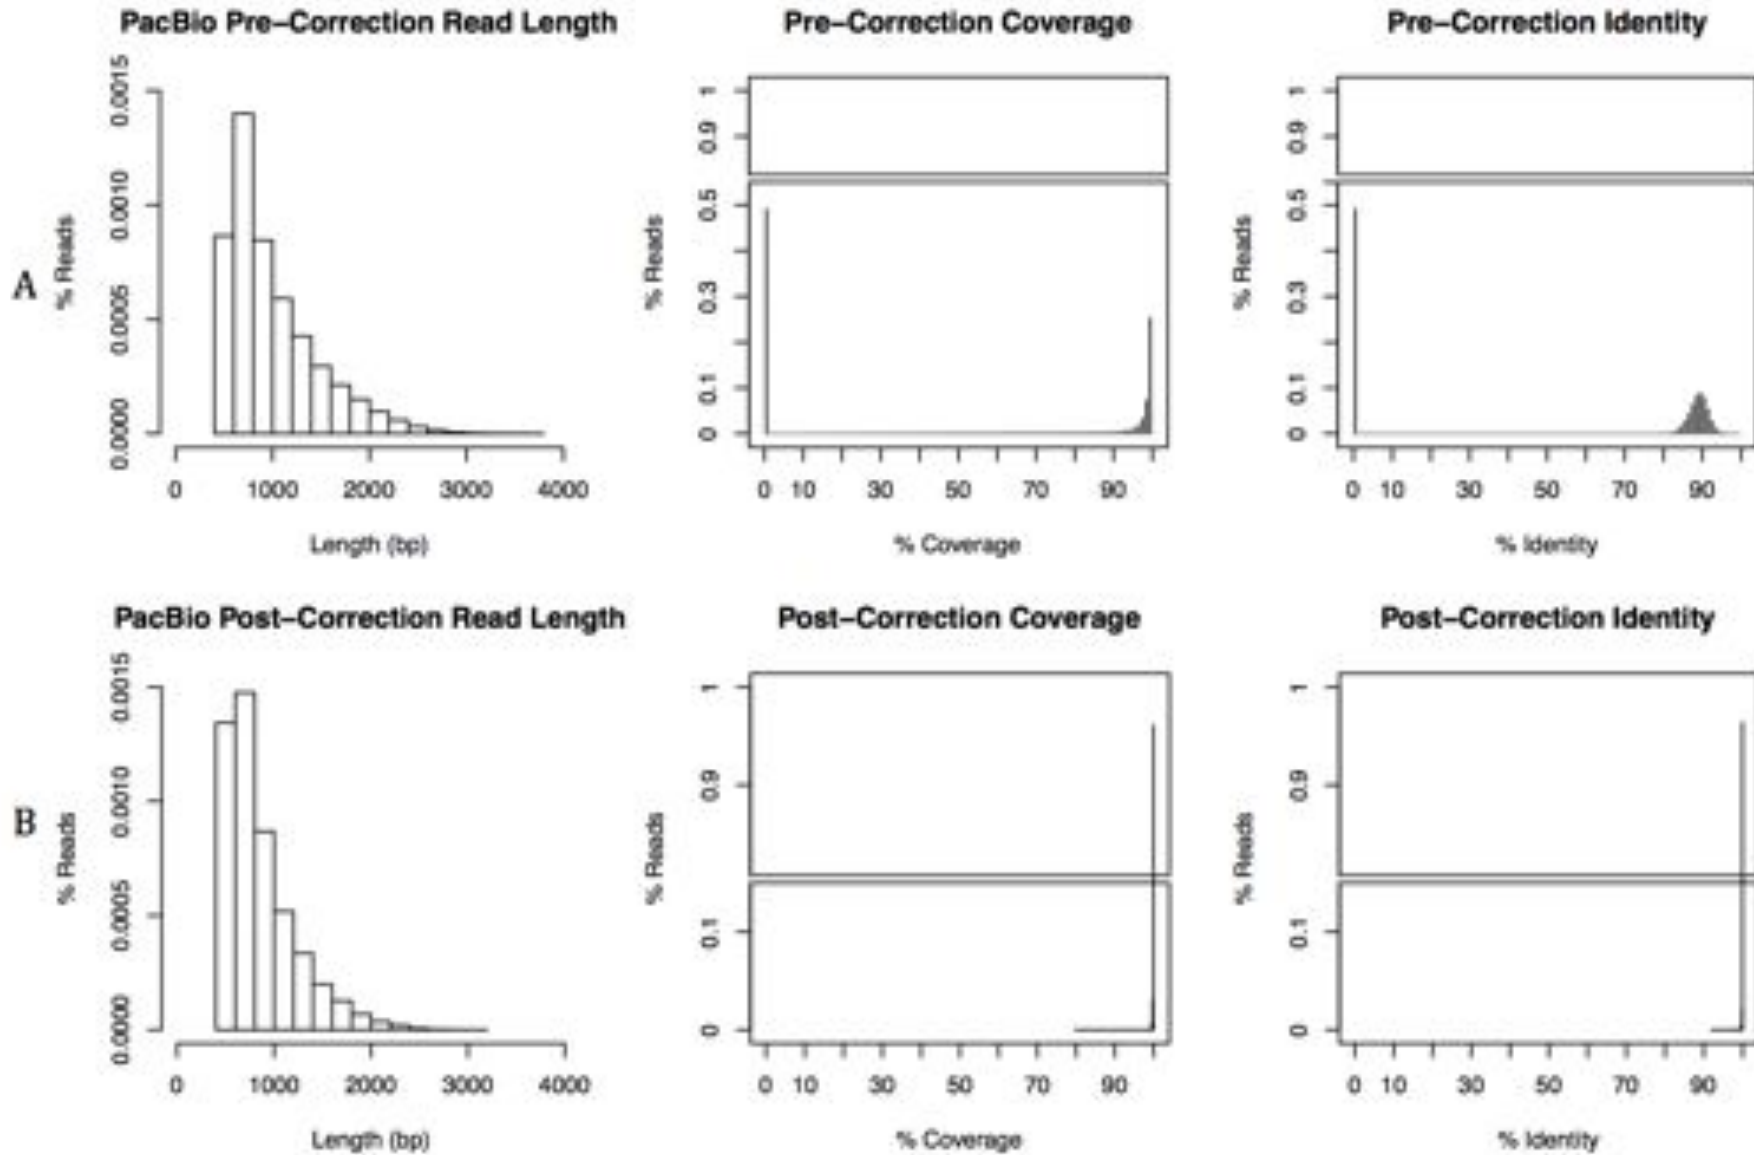 PacBio Pre-Correction Read Length
% Reads
0.0000 0.0005 0.0010 0.0015
0 1000 2000 3000 4000
Length (bp)
Pre-Correction Coverage
% Reads
0 0.1 0.3 0.5 0.9 1
0 10 30 50 70 90
% Coverage
Pre-Correction Identity
% Reads
0 0.1 0.3 0.5 0.9 1
0 10 30 50 70 90
% Identity
A
PacBio Post-Correction Read Length
% Reads
0.0000 0.0005 0.0010 0.0015
0 1000 2000 3000 4000
Length (bp)
Post-Correction Coverage
% Reads
0 0.1 0.9 1
0 10 30 50 70 90
% Coverage
Post-Correction Identity
% Reads
0 0.1 0.9 1
0 10 30 50 70 90
% Identity
B